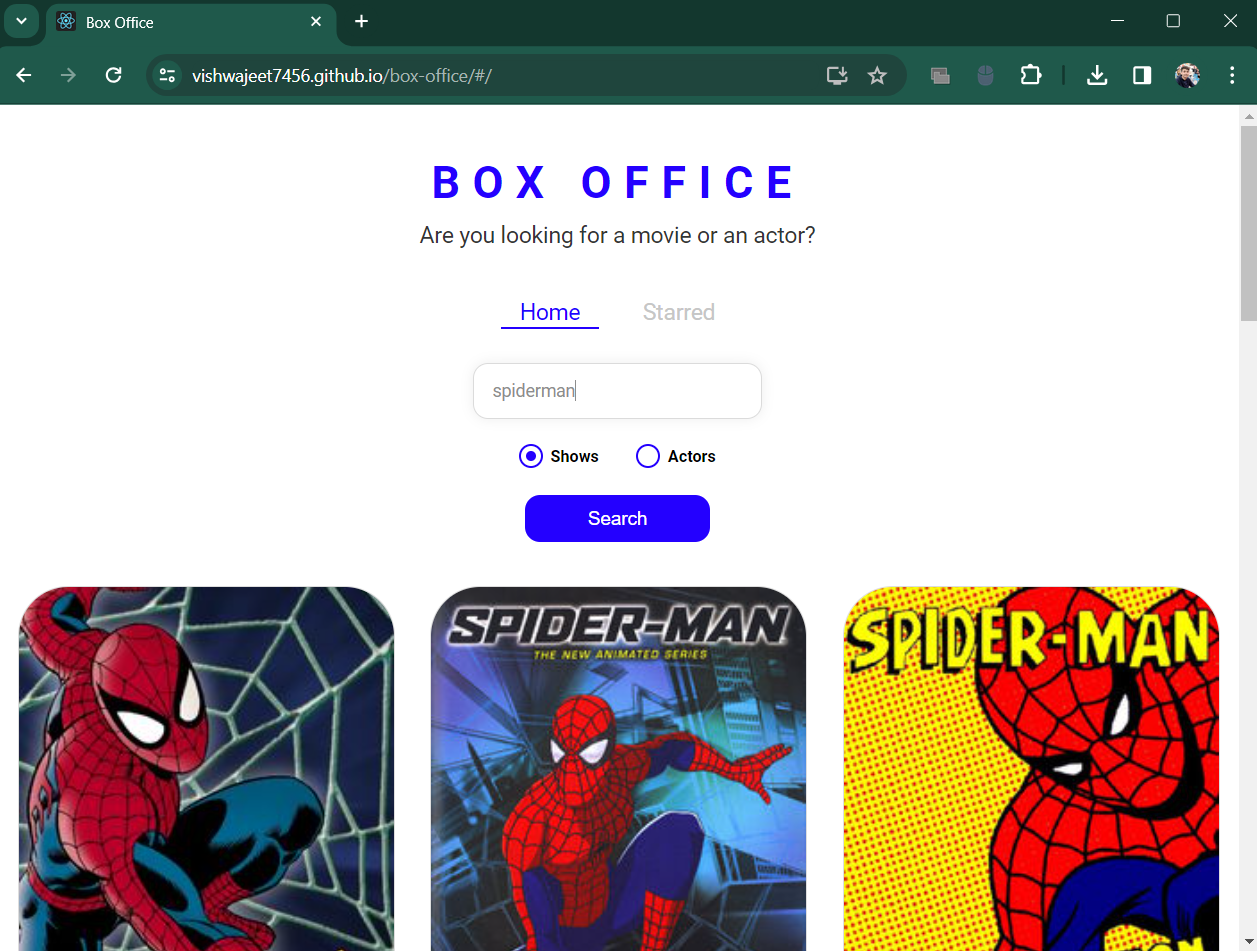 Box Office
vishwajeet7456.github.io/box-office/#/
BOX OFFICE
Are you looking for a movie or an actor?
Home Starred
spiderman
Shows Actors
Search
SPIDER-MAN
THE NEW ANIMATED SERIES
SPIDER-MAN